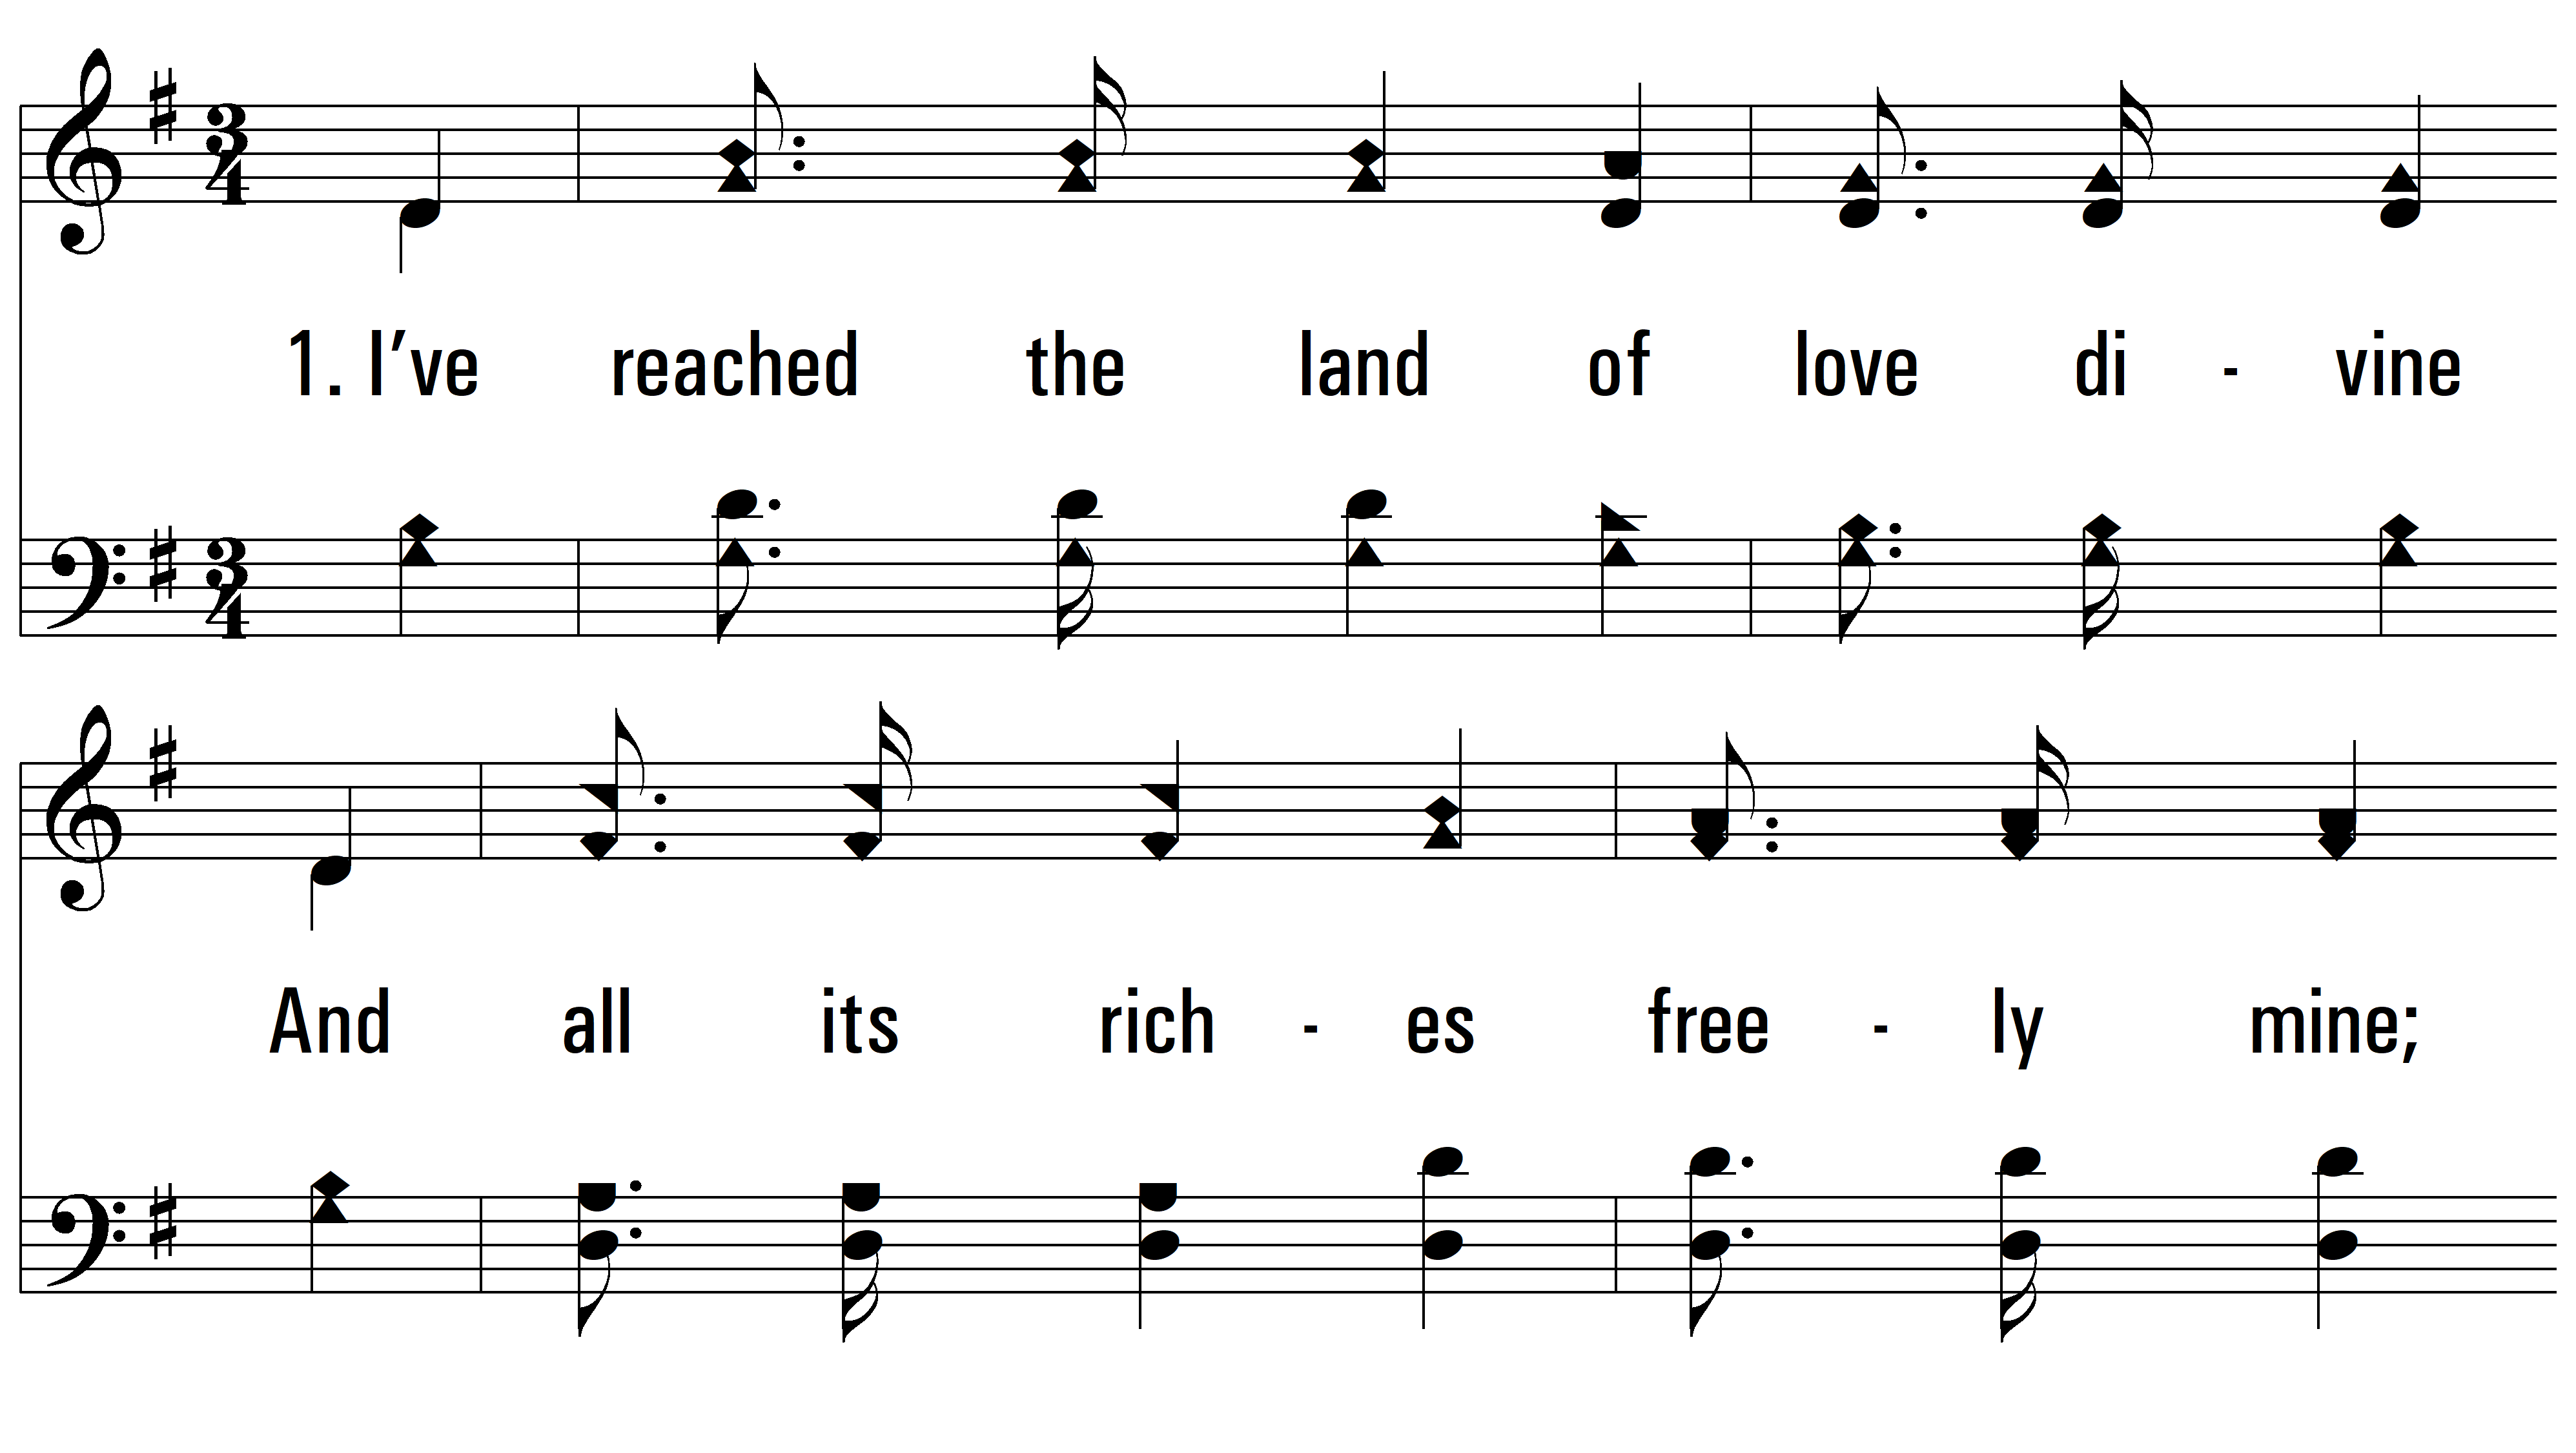 1. I've reached the land of love di - vine
And all its rich - es free - ly mine;